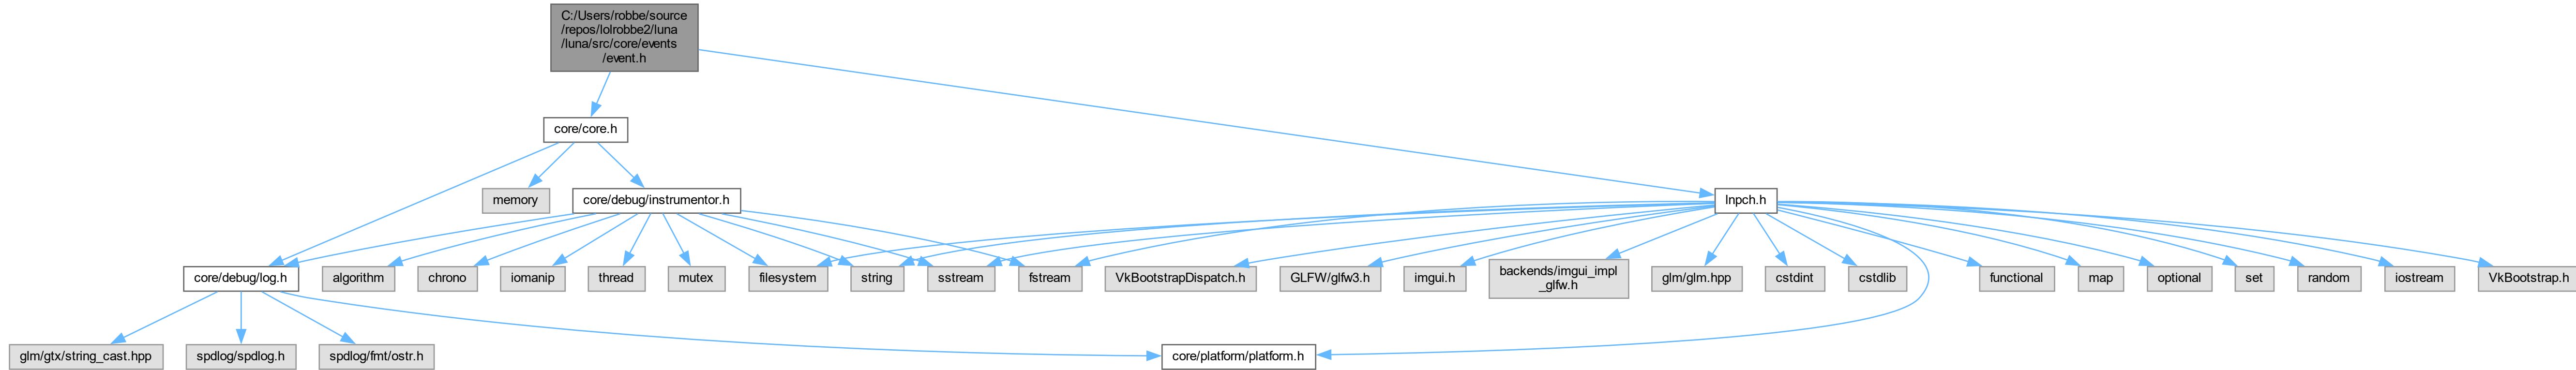 C:/Users/robbe/source
/repos/lolrobbe2/luna
/luna/src/core/events
/event.h
core/core.h
memory
core/debug/instrumentor.h
lnpch.h
core/debug/log.h
algorithm
chrono
iomanip
thread
mutex
filesystem
string
sstream
fstream
VkBootstrapDispatch.h
GLFW/glfw3.h
imgui.h
backends/imgui_impl
_glfw.h
glm/glm.hpp
cstdint
cstdlib
functional
map
optional
set
random
iostream
VkBootstrap.h
glm/gtx/string_cast.hpp
spdlog/spdlog.h
spdlog/fmt/ostr.h
core/platform/platform.h